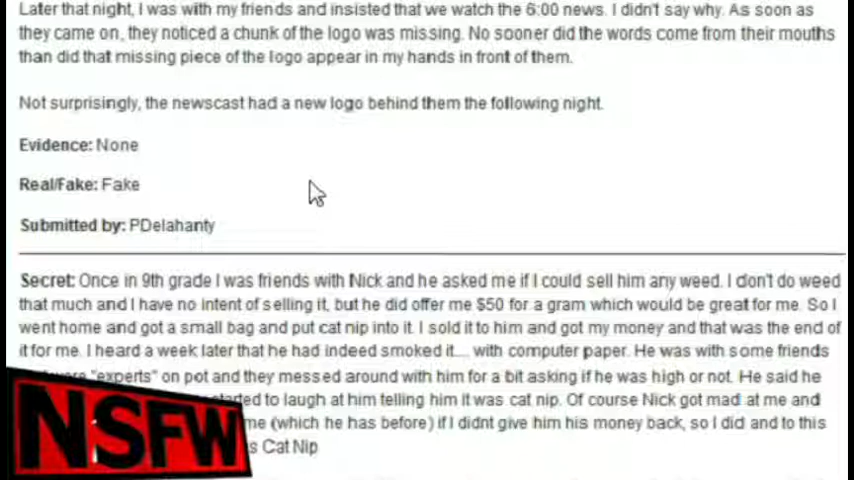 Later that night, I was with my friends and insisted that we watch the 6:00 news. I didn't say why. As soon as
they came on, they noticed a chunk of the logo was missing. No sooner did the words come from their mouths
than did that missing piece of the logo appear in my hands in front of them.
Not surprisingly, the newscast had a new logo behind them the following night.
Evidence: None
Real/Fake: Fake
Submitted by: PDelahanty
Secret: Once in 9th grade I was friends with Nick and he asked me if I could sell him any weed. I don't do weed
that much and I have no intent of selling it, but he did offer me $50 for a gram which would be great for me. So I
went home and got a small bag and put cat nip into it. I sold it to him and got my money and that was the end of
it for me. I heard a week later that he had indeed smoked it.... with computer paper. He was with some friends
"experts" on pot and they messed around with him for a bit asking if he was high or not. He said he
to laugh at him telling him it was cat nip. Of course Nick got mad at me and
me (which he has before) if I didnt give him his money back, so I did and to this
s Cat Nip
NSFW